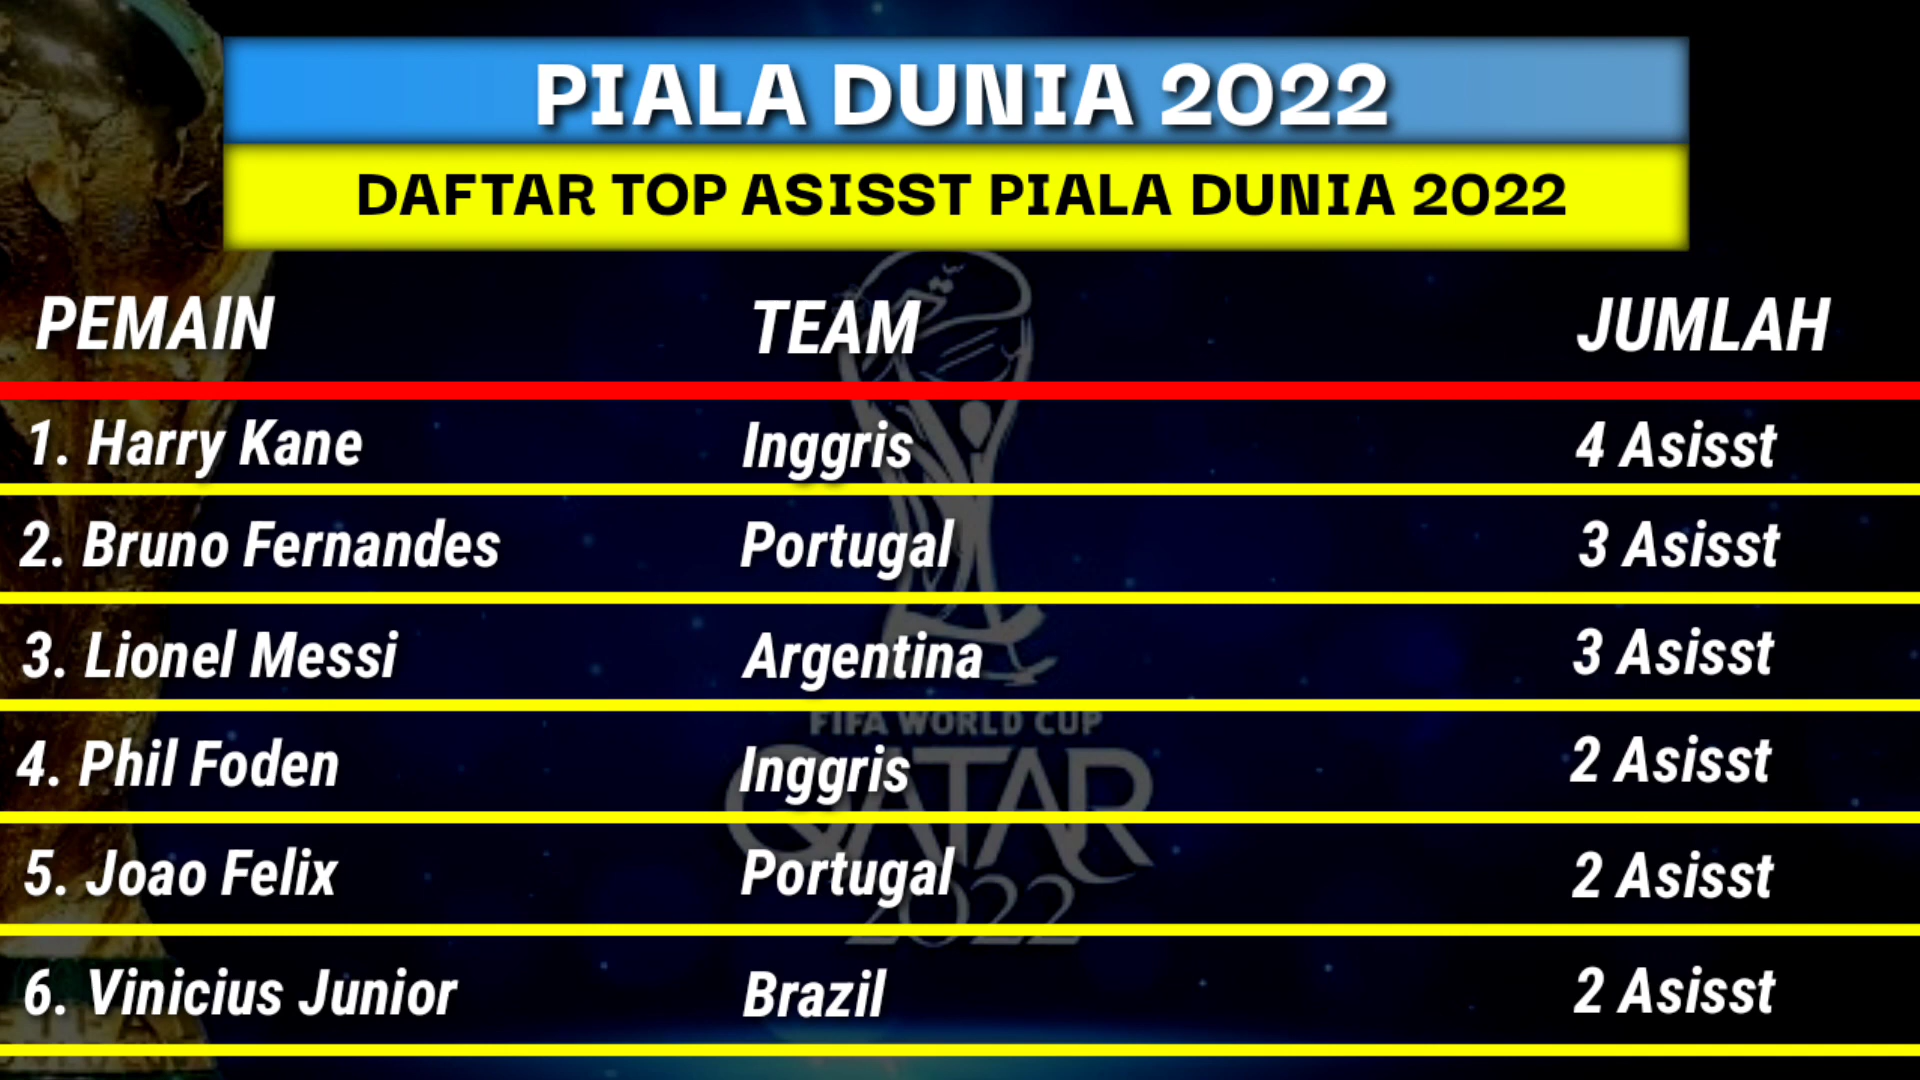 PIALA DUNIA 2022
DAFTAR TOP ASISST PIALA DUNIA 2022
PEMAIN TEAM JUMLAH
1. Harry Kane Inggris 4 Asisst
2. Bruno Fernandes Portugal 3 Asisst
3. Lionel Messi Argentina 3 Asisst
FIFA WORLD CUP
4. Phil Foden Inggris 2 Asisst
QATAR
5. Joao Felix Portugal 2 Asisst
2022
6. Vinicius Junior Brazil 2 Asisst